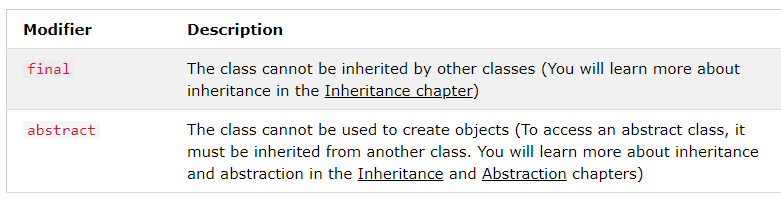 Modifier Description
final The class cannot be inherited by other classes (You will learn more about
inheritance in the Inheritance chapter)
abstract The class cannot be used to create objects (To access an abstract class, it
must be inherited from another class. You will learn more about inheritance
and abstraction in the Inheritance and Abstraction chapters)